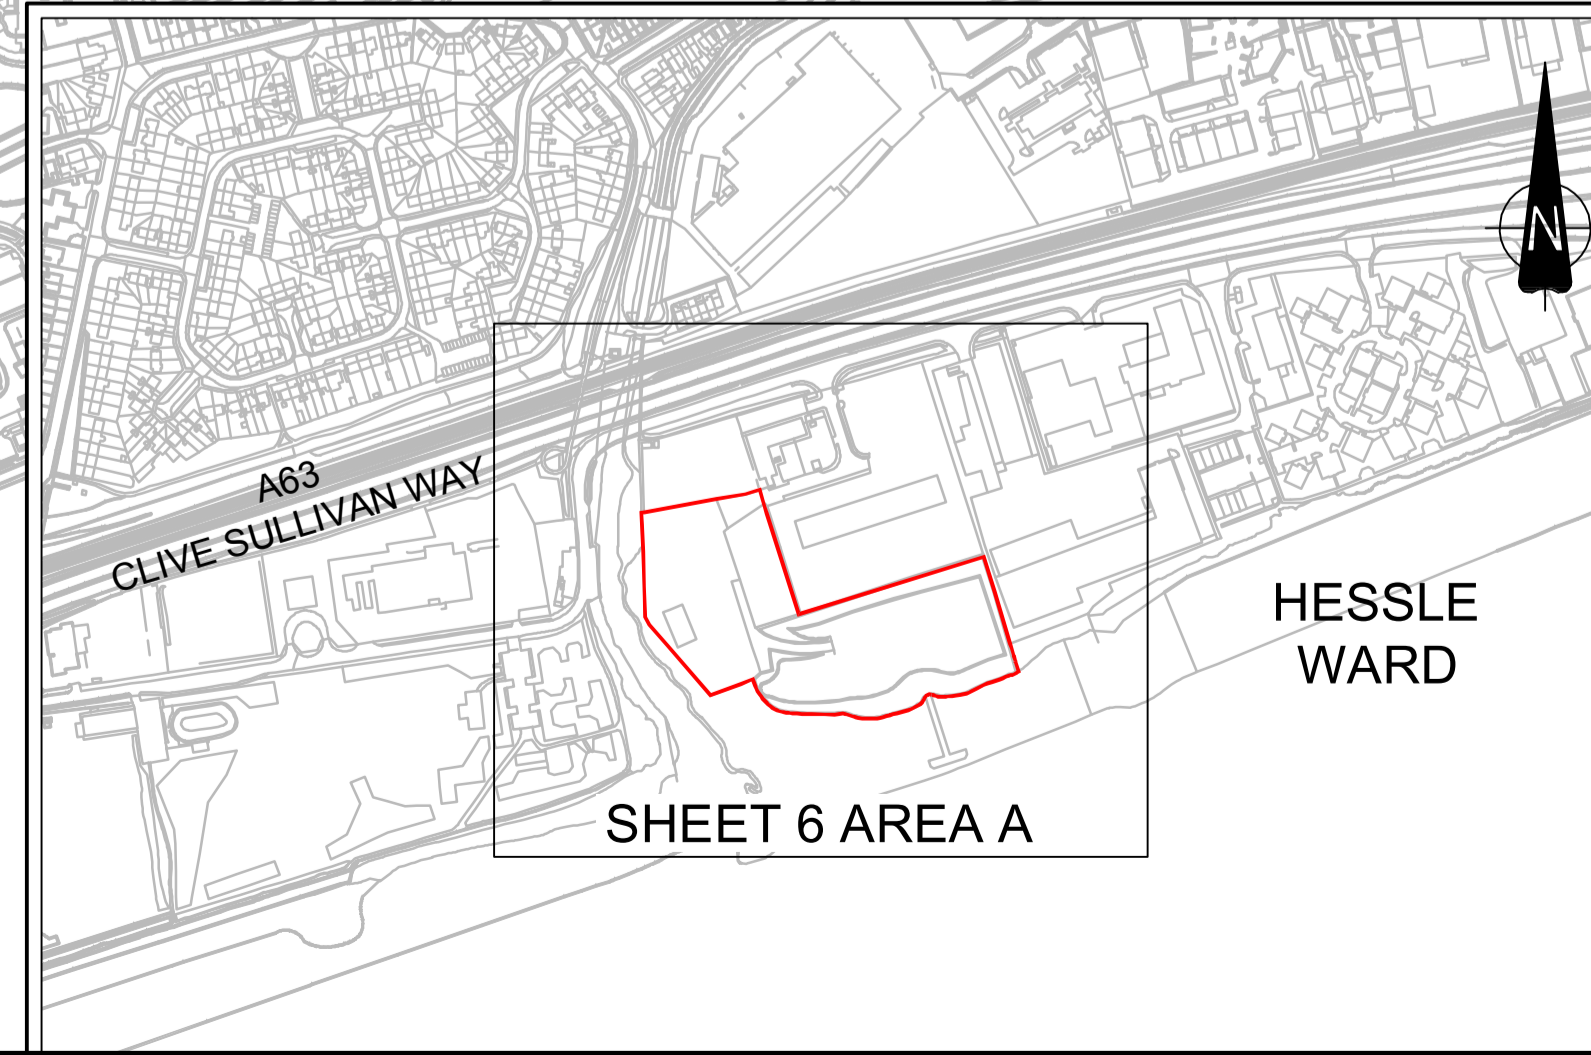 N
A63
CLIVE SULLIVAN WAY
HESSLE
WARD
SHEET 6 AREA A